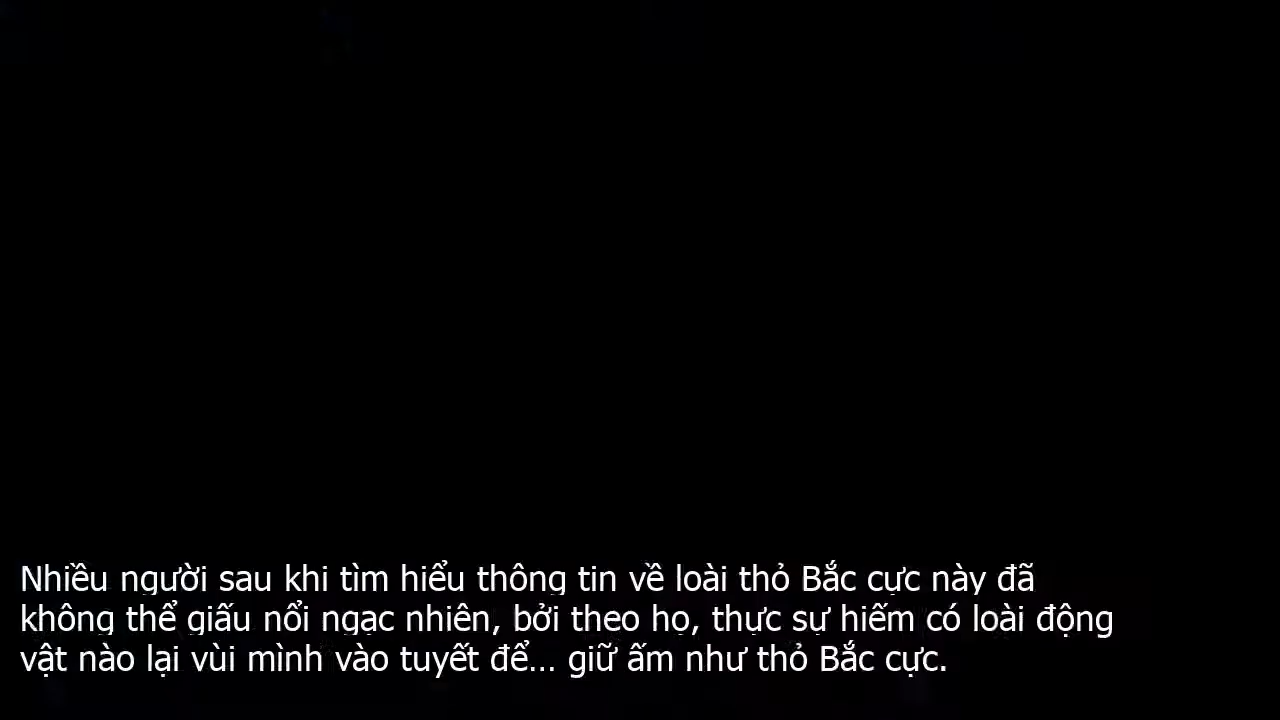 Nhiều người sau khi tìm hiểu thông tin về loài thỏ Bắc cực này đã
không thể giấu nổi ngạc nhiên, bởi theo họ, thực sự hiếm có loài động
vật nào lại vùi mình vào tuyết để... giữ ấm như thỏ Bắc cực.